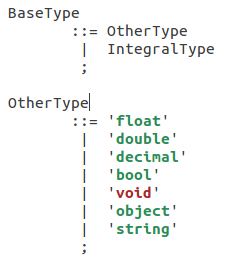 BaseType
::= OtherType
| IntegralType
;
OtherType
::= 'float'
| 'double'
| 'decimal'
| 'bool'
| 'void'
| 'object'
| 'string'
;